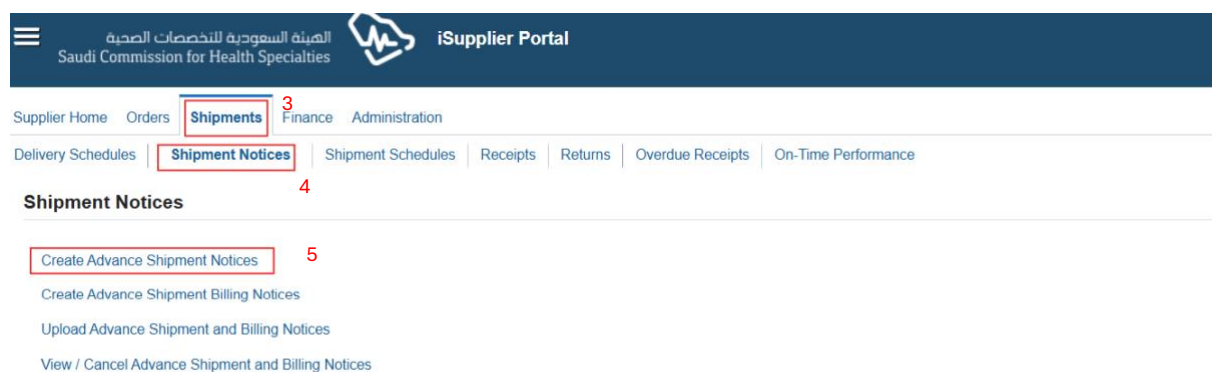 الهيئة السعودية للتخصصات الصحية
Saudi Commission for Health Specialties
iSupplier Portal
Supplier Home Orders Shipments 3 Finance Administration
Delivery Schedules Shipment Notices Shipment Schedules Receipts Returns Overdue Receipts On-Time Performance
4
Shipment Notices
Create Advance Shipment Notices 5
Create Advance Shipment Billing Notices
Upload Advance Shipment and Billing Notices
View / Cancel Advance Shipment and Billing Notices